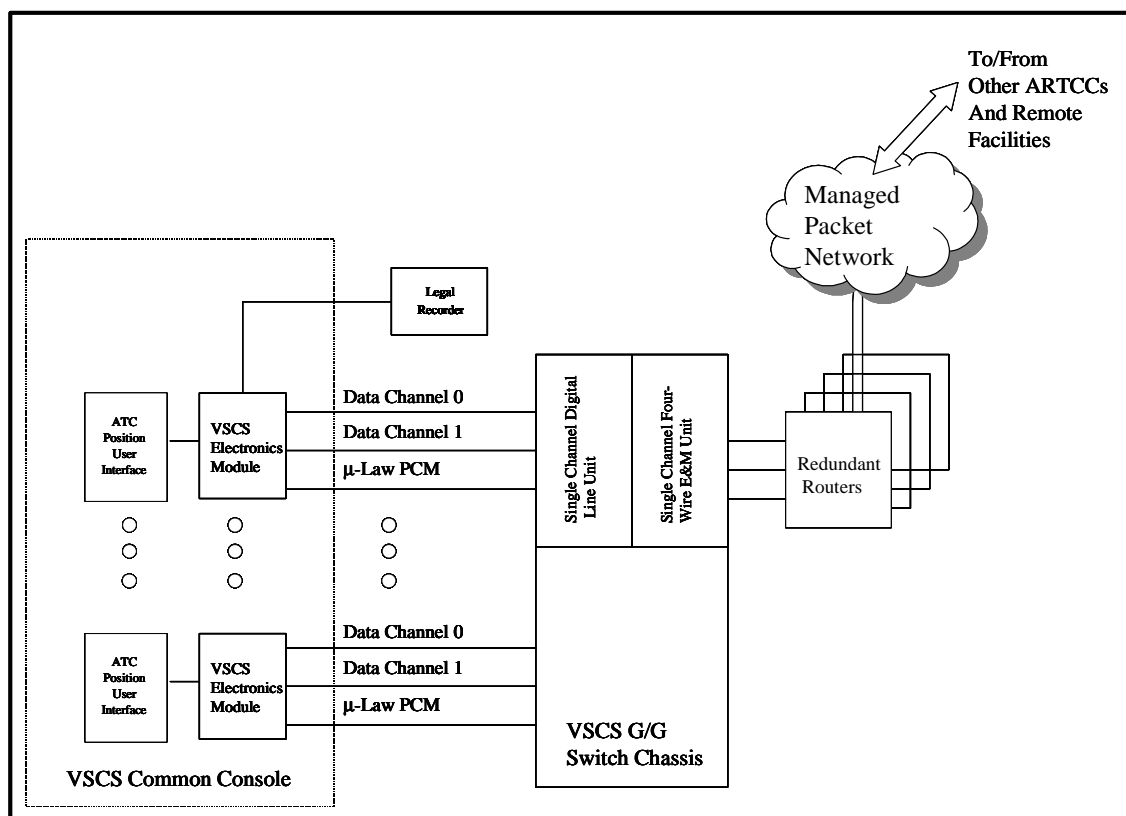 To/From
Other ARTCCs
And Remote
Facilities
Managed
Packet
Network
Legal
Recorder
ATC
Position
User
Interface
VSCS
Electronics
Module
Data Channel 0
Data Channel 1
μ-Law PCM
Single Channel Digital
Line Unit
Single Channel Four-
Wire E&M Unit
Redundant
Routers
ATC
Position
User
Interface
VSCS
Electronics
Module
Data Channel 0
Data Channel 1
μ-Law PCM
VSCS G/G
Switch Chassis
VSCS Common Console